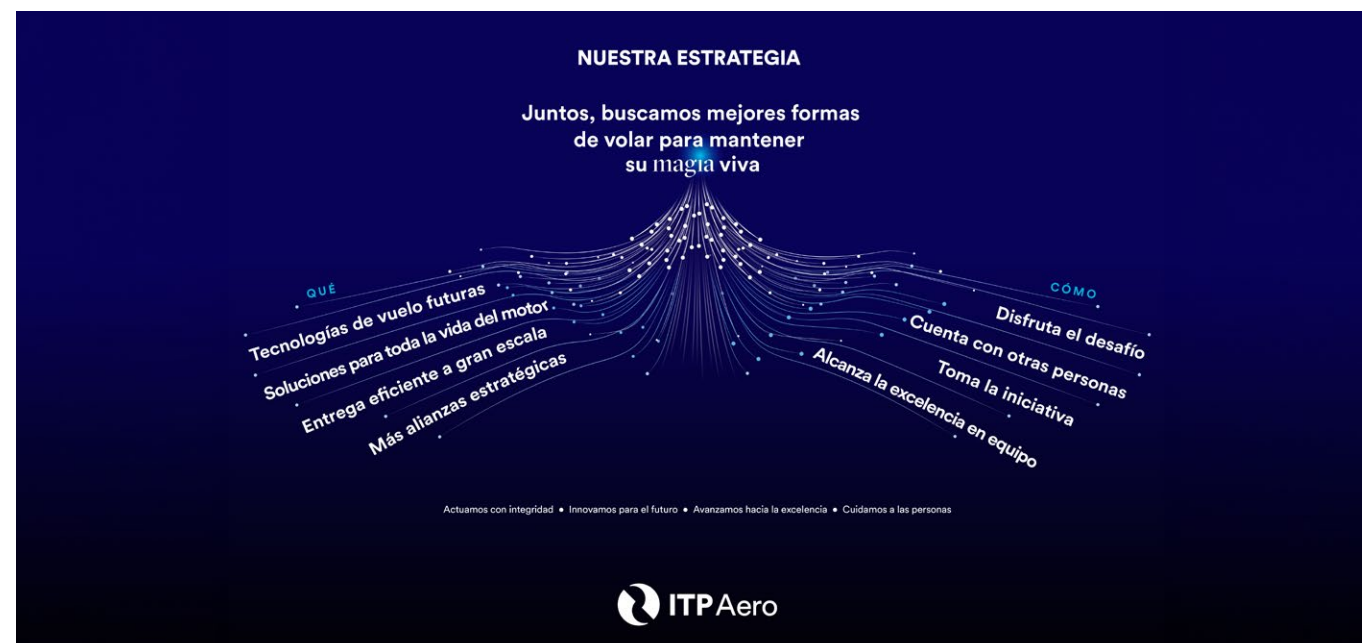 NUESTRA ESTRATEGIA
Juntos, buscamos mejores formas
de volar para mantener
su magia viva
QUÉ
Tecnologías de vuelo futuras
Soluciones para toda la vida del motor
Entrega eficiente a gran escala
Más alianzas estratégicas
CÓMO
Disfruta el desafío
Cuenta con otras personas
Toma la iniciativa
Alcanza la excelencia en equipo
Actuamos con integridad • Innovamos para el futuro • Avanzamos hacia la excelencia • Cuidamos a las personas
ITP Aero